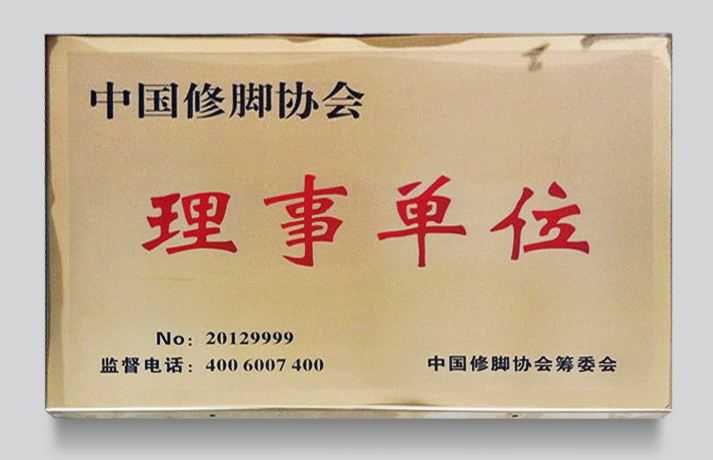 中国修脚协会
理事单位
No: 20129999
监督电话: 400 6007 400
中国修脚协会筹委会